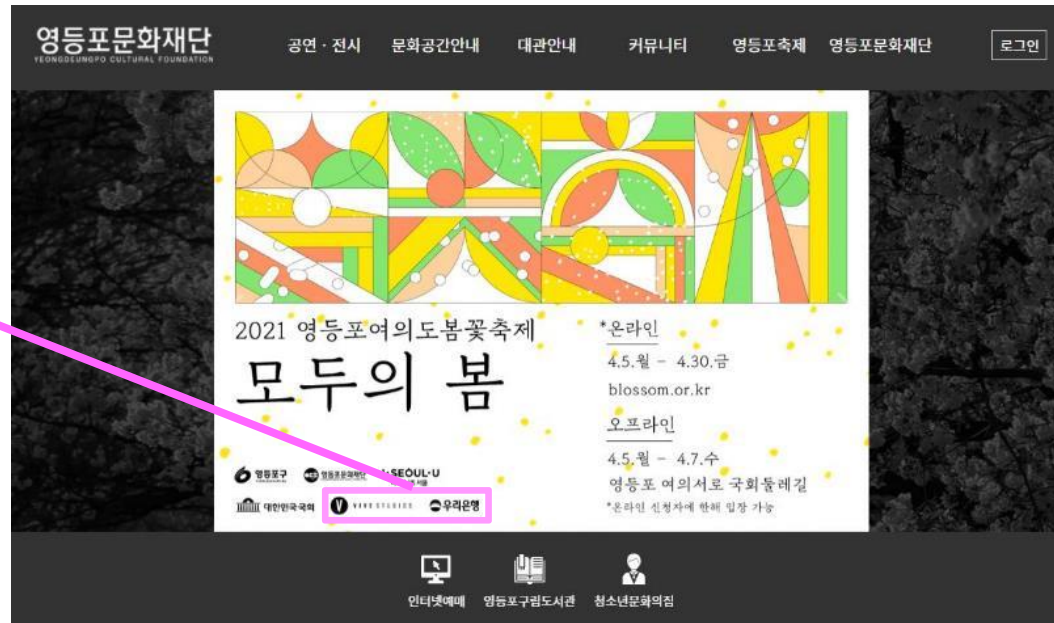 영등포문화재단
YEONGDEUNGPO CULTURAL FOUNDATION
공연 · 전시 문화공간안내 대관안내 커뮤니티 영등포축제 영등포문화재단 로그인
2021 영등포여의도봄꽃축제
모두의 봄
*온라인
4.5.월 - 4.30.금
blossom.or.kr
오프라인
4.5.월 - 4.7.수
영등포 여의서로 국회둘레길
*온라인 신청자에 한해 입장 가능
영등포구 영등포문화재단 I·SEOUL·U
대한민국국회 VIVE STUDIOS 우리은행
인터넷예매 영등포구립도서관 청소년문화의집